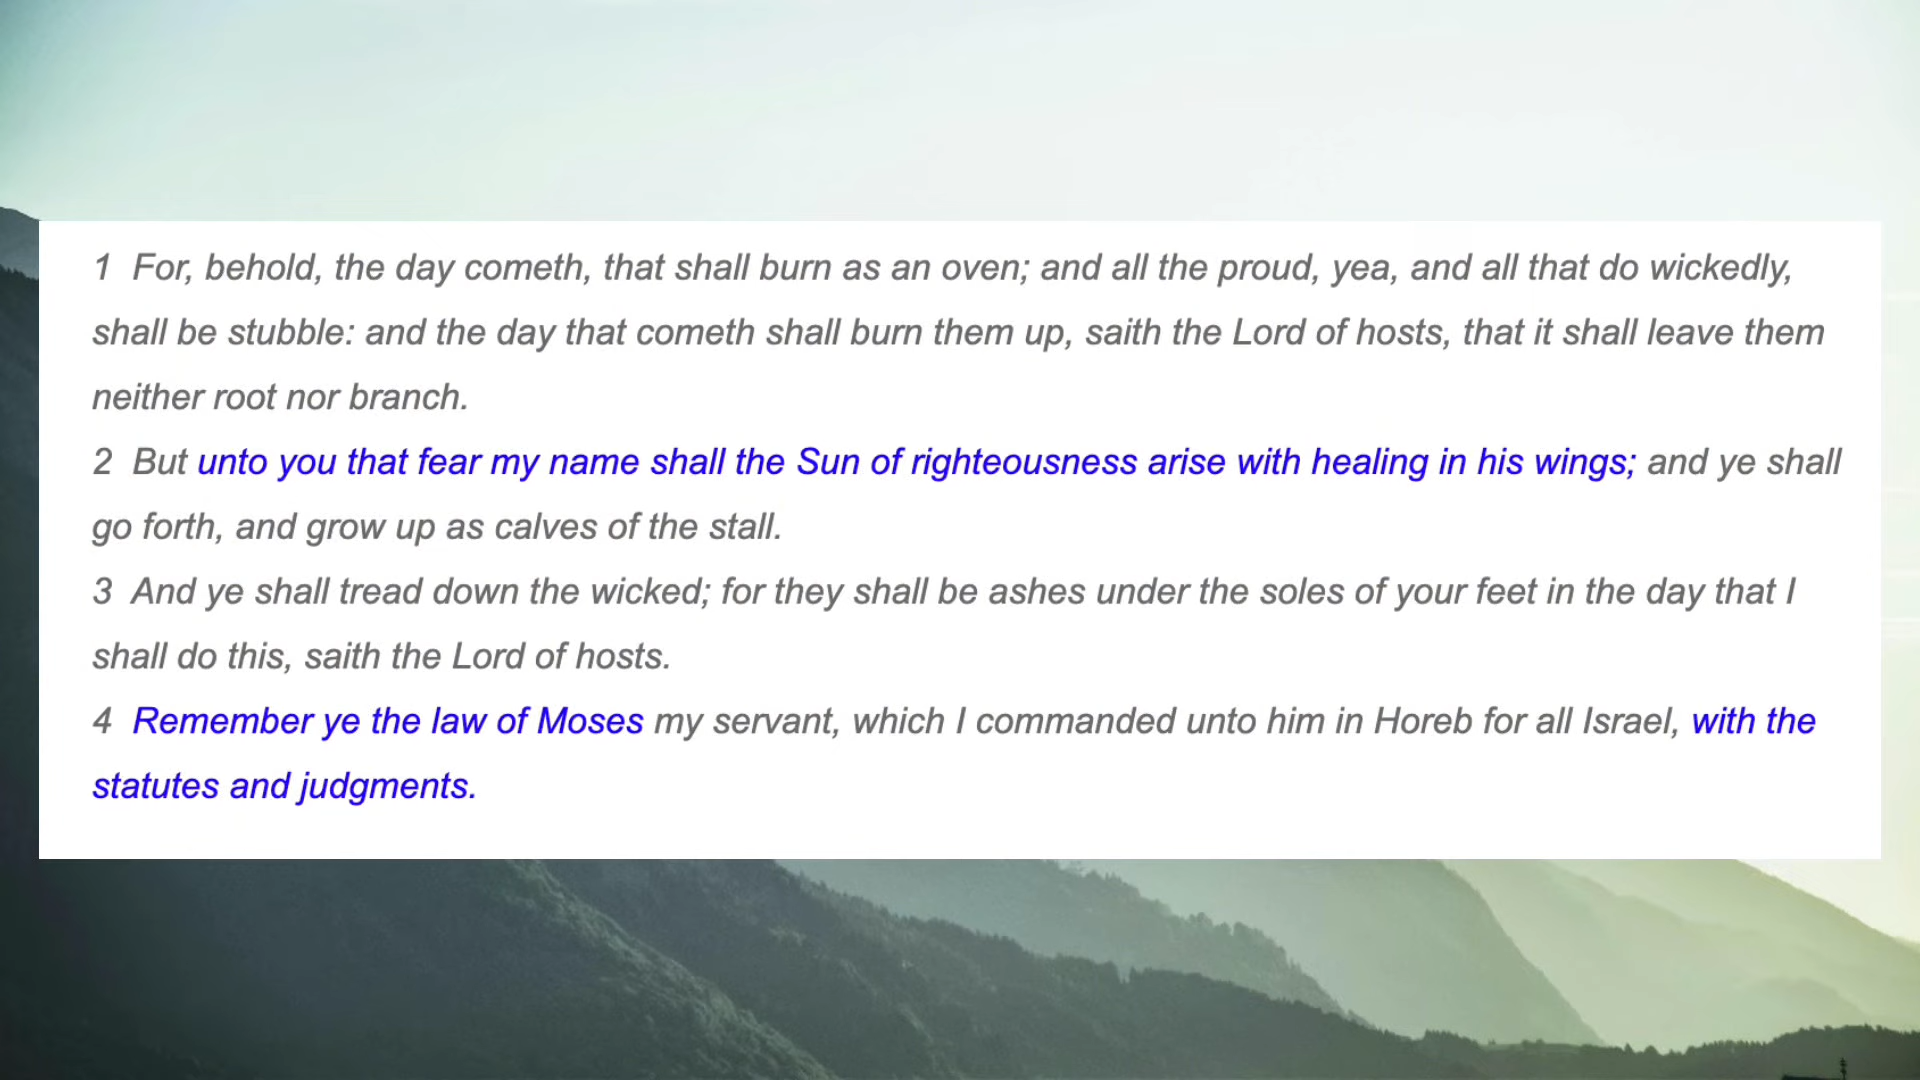 1 For, behold, the day cometh, that shall burn as an oven; and all the proud, yea, and all that do wickedly,
shall be stubble: and the day that cometh shall burn them up, saith the Lord of hosts, that it shall leave them
neither root nor branch.
2 But unto you that fear my name shall the Sun of righteousness arise with healing in his wings; and ye shall
go forth, and grow up as calves of the stall.
3 And ye shall tread down the wicked; for they shall be ashes under the soles of your feet in the day that I
shall do this, saith the Lord of hosts.
4 Remember ye the law of Moses my servant, which I commanded unto him in Horeb for all Israel, with the
statutes and judgments.